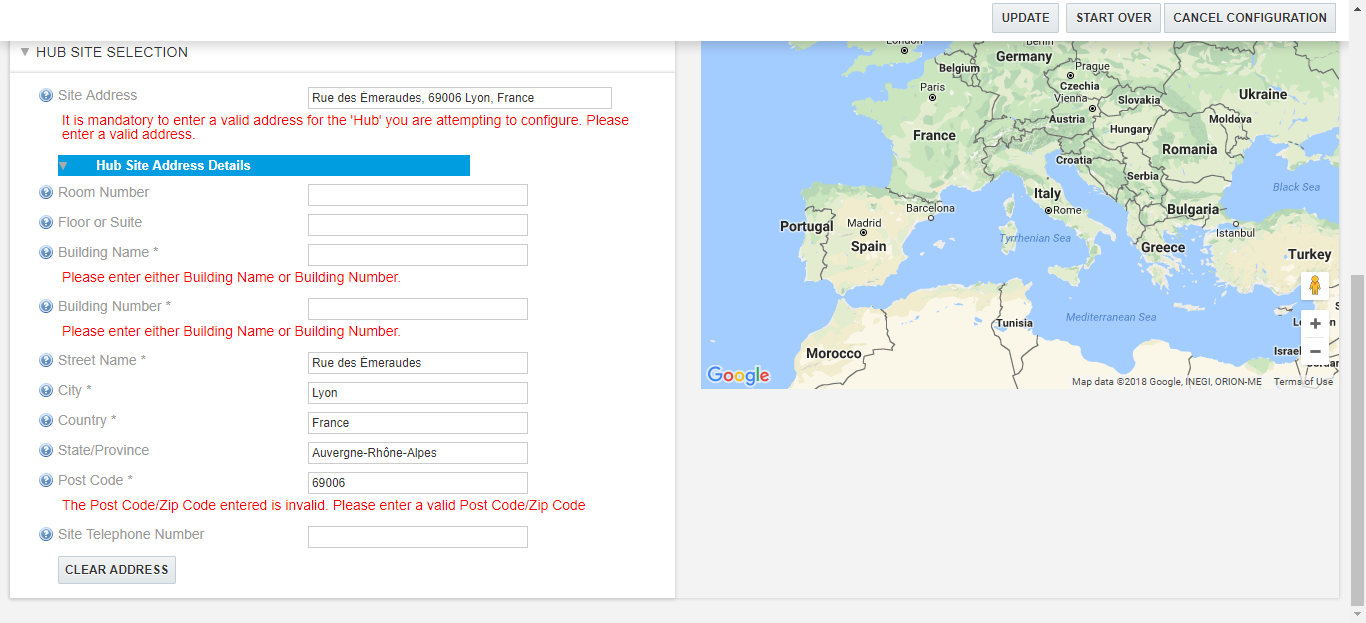 UPDATE START OVER CANCEL CONFIGURATION
HUB SITE SELECTION
Site Address Rue des Émeraudes, 69006 Lyon, France
It is mandatory to enter a valid address for the 'Hub' you are attempting to configure. Please
enter a valid address.
Hub Site Address Details
Room Number
Floor or Suite
Building Name *
Please enter either Building Name or Building Number.
Building Number *
Please enter either Building Name or Building Number.
Street Name * Rue des Émeraudes
City * Lyon
Country * France
State/Province Auvergne-Rhône-Alpes
Post Code * 69006
The Post Code/Zip Code entered is invalid. Please enter a valid Post Code/Zip Code
Site Telephone Number
CLEAR ADDRESS
London
Berlin
Germany
Belgium
Prague
Czechia
Paris
Vienna
Slovakia
Ukraine
Austria
Moldova
France
Hungary
Romania
Croatia
Serbia
Italy
Black Sea
Barcelona
Rome
Bulgaria
Portugal
Madrid
Istanbul
Spain
Tyrrhenian Sea
Greece
Turkey
Tunisia
Mediterranean Sea
Israel
Morocco
Jordan
Google
Map data ©2018 Google, INEGI, ORION-ME Terms of Use